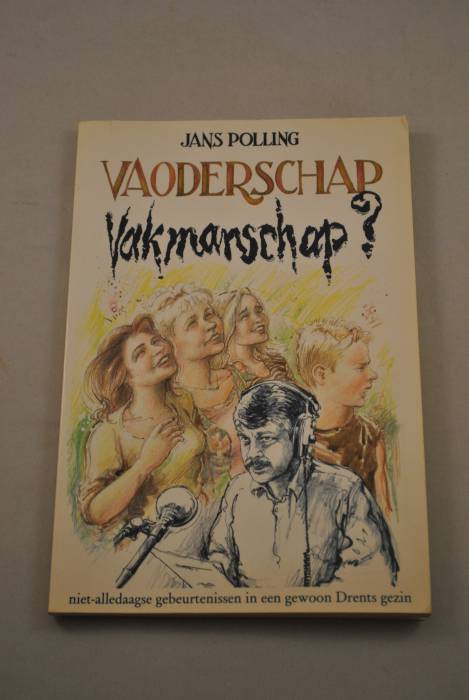 JANS POLLING
VAODERSCHAP
Vakmanschap?
niet-alledaagse gebeurtenissen in een gewoon Drents gezin